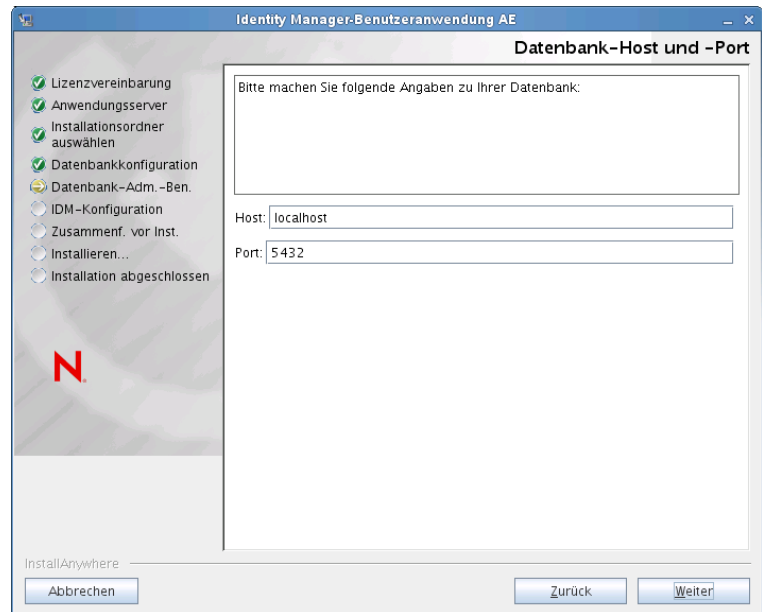 Identity Manager-Benutzeranwendung AE
Datenbank-Host und -Port
Lizenzvereinbarung
Anwendungsserver
Installationsordner
auswählen
Datenbankkonfiguration
Datenbank-Adm.-Ben.
IDM-Konfiguration
Zusammenf. vor Inst.
Installieren...
Installation abgeschlossen
N
Bitte machen Sie folgende Angaben zu Ihrer Datenbank:
Host: localhost
Port: 5432
InstallAnywhere
Abbrechen
Zurück
Weiter